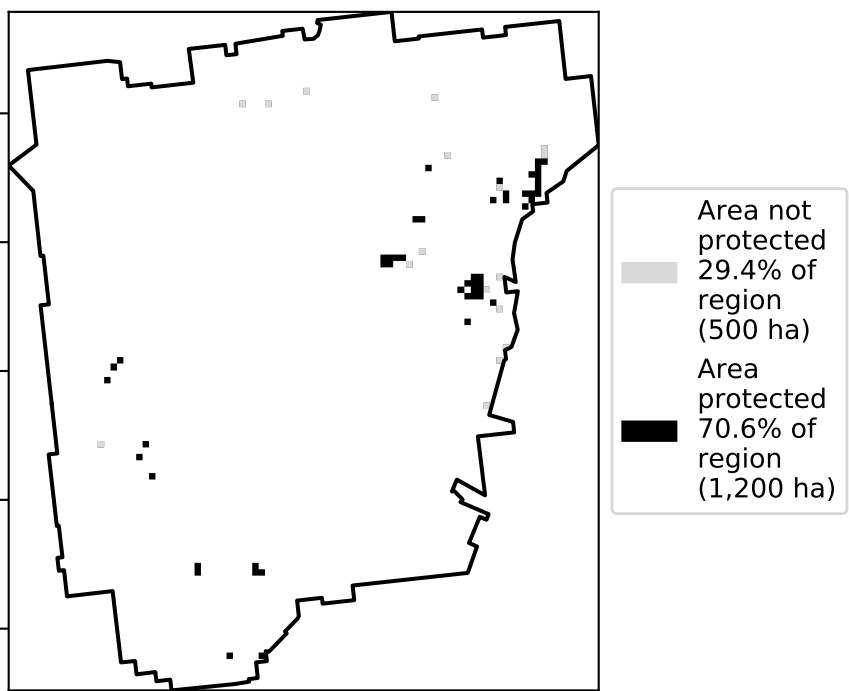 Area not
protected
29.4% of
region
(500 ha)
Area
protected
70.6% of
region
(1,200 ha)